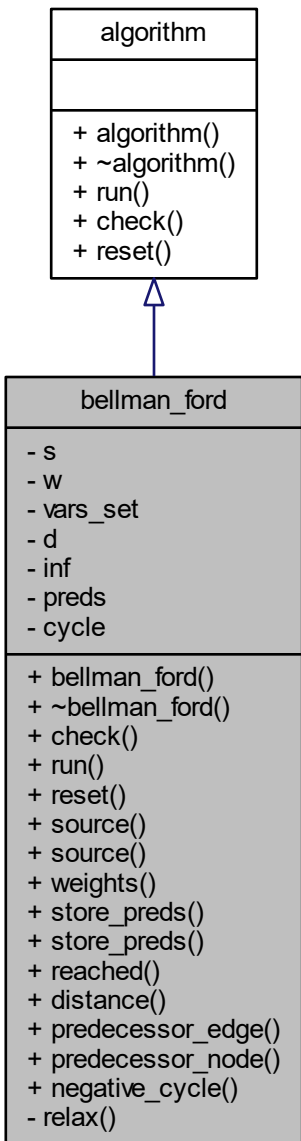 algorithm
+ algorithm()
+ ~algorithm()
+ run()
+ check()
+ reset()
bellman_ford
- s
- w
- vars_set
- d
- inf
- preds
- cycle
+ bellman_ford()
+ ~bellman_ford()
+ check()
+ run()
+ reset()
+ source()
+ source()
+ weights()
+ store_preds()
+ store_preds()
+ reached()
+ distance()
+ predecessor_edge()
+ predecessor_node()
+ negative_cycle()
- relax()